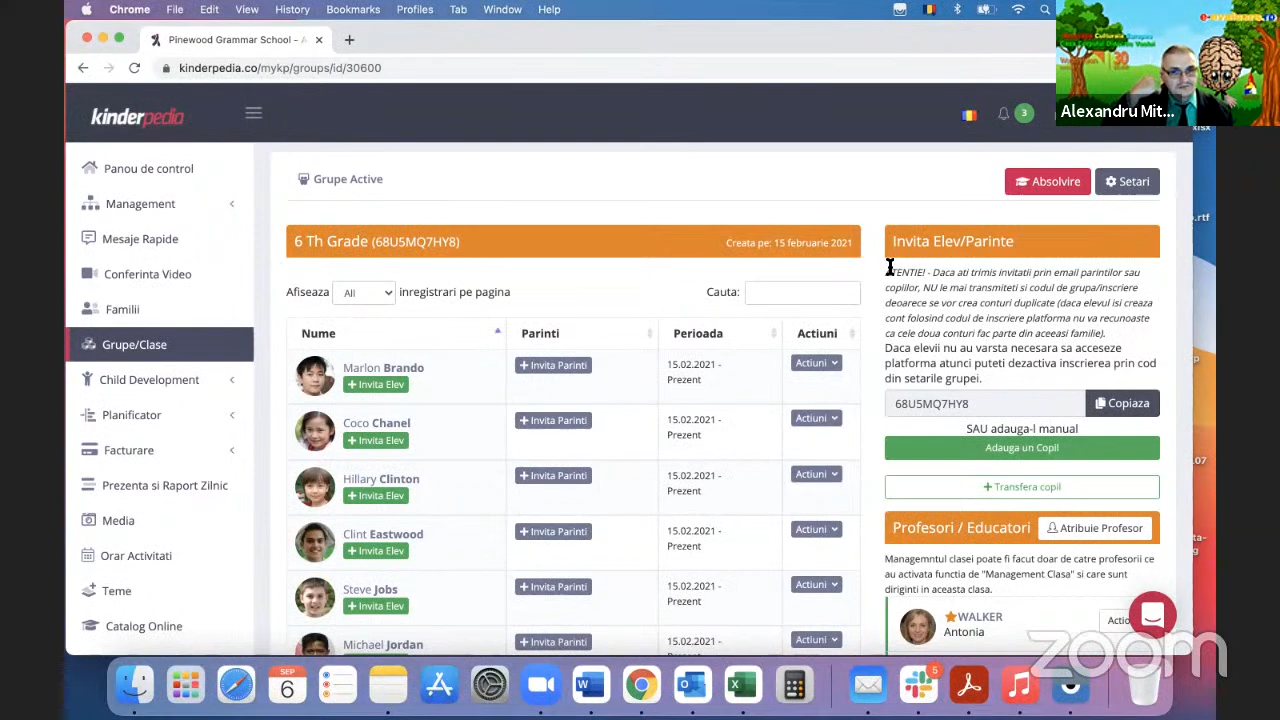 Chrome File Edit View History Bookmarks Profiles Tab Window Help
Pinewood Grammar School - A
kinderpedia.co/mykp/groups/id/30600
Alexandru Mit...
kinderpedia
3
Panou de control
Management
Mesaje Rapide
Conferinta Video
Familii
Grupe/Clase
Child Development
Planificator
Facturare
Prezenta si Raport Zilnic
Media
Orar Activitati
Teme
Catalog Online
Grupe Active
Absolvire
Setari
6 Th Grade (68U5MQ7HY8)
Creata pe: 15 februarie 2021
Afiseaza All inregistrari pe pagina
Cauta:
Nume Parinti Perioada Actiuni
Marlon Brando
+ Invita Elev
+ Invita Parinti
15.02.2021 -
Prezent
Actiuni
Coco Chanel
+ Invita Elev
+ Invita Parinti
15.02.2021 -
Prezent
Actiuni
Hillary Clinton
+ Invita Elev
+ Invita Parinti
15.02.2021 -
Prezent
Actiuni
Clint Eastwood
+ Invita Elev
+ Invita Parinti
15.02.2021 -
Prezent
Actiuni
Steve Jobs
+ Invita Elev
+ Invita Parinti
15.02.2021 -
Prezent
Actiuni
Michael Jordan
+ Invita Parinti
15.02.2021 -
Actiuni
Invita Elev/Parinte
TENTIE! - Daca ati trimis invitatii prin email parintilor sau
copiilor, NU le mai transmiteti si codul de grupa/inscriere
deoarece se vor crea conturi duplicate (daca elevul isi creaza
cont folosind codul de inscriere platforma nu va recunoaste
ca cele doua conturi fac parte din aceeasi familie).
Daca elevii nu au varsta necesara sa acceseze
platforma atunci puteti dezactiva inscrierea prin cod
din setarile grupei.
68U5MQ7HY8
Copiaza
SAU adauga-l manual
Adauga un Copil
+ Transfera copil
Profesori / Educatori
Atribuie Profesor
Managemntul clasei poate fi facut doar de catre profesorii ce
au activata functia de "Management Clasa" si care sunt
diriginti in aceasta clasa.
WALKER
Antonia
Actio
zoom
SEP
6
5
.rtf
.07